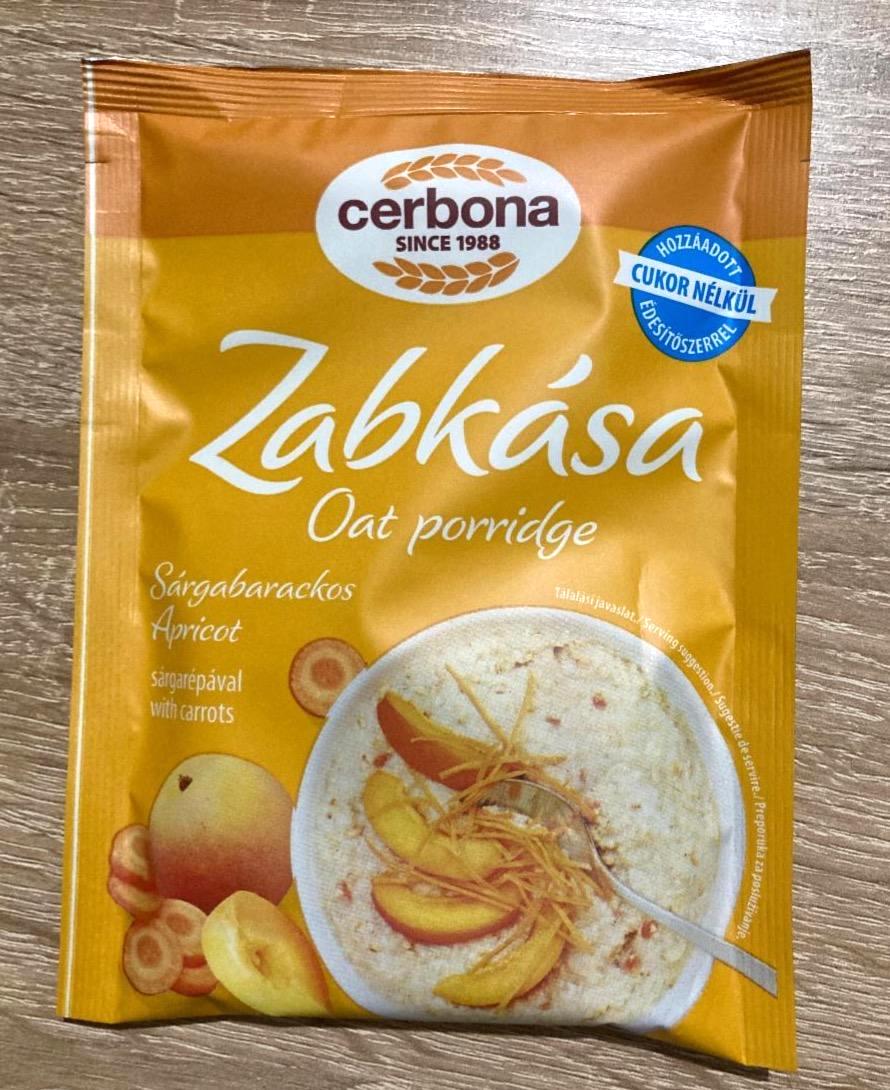 cerbona
SINCE 1988
HOZZÁADOTT
CUKOR NÉLKÜL
ÉDESÍTŐSZERREL
Zabkása
Oat porridge
Sárgabarackos
Apricot
sárgarépával
with carrots
Tálalási javaslat. / Serving suggestion. / Sugestie de servire. / Preporuka za posluživanje.